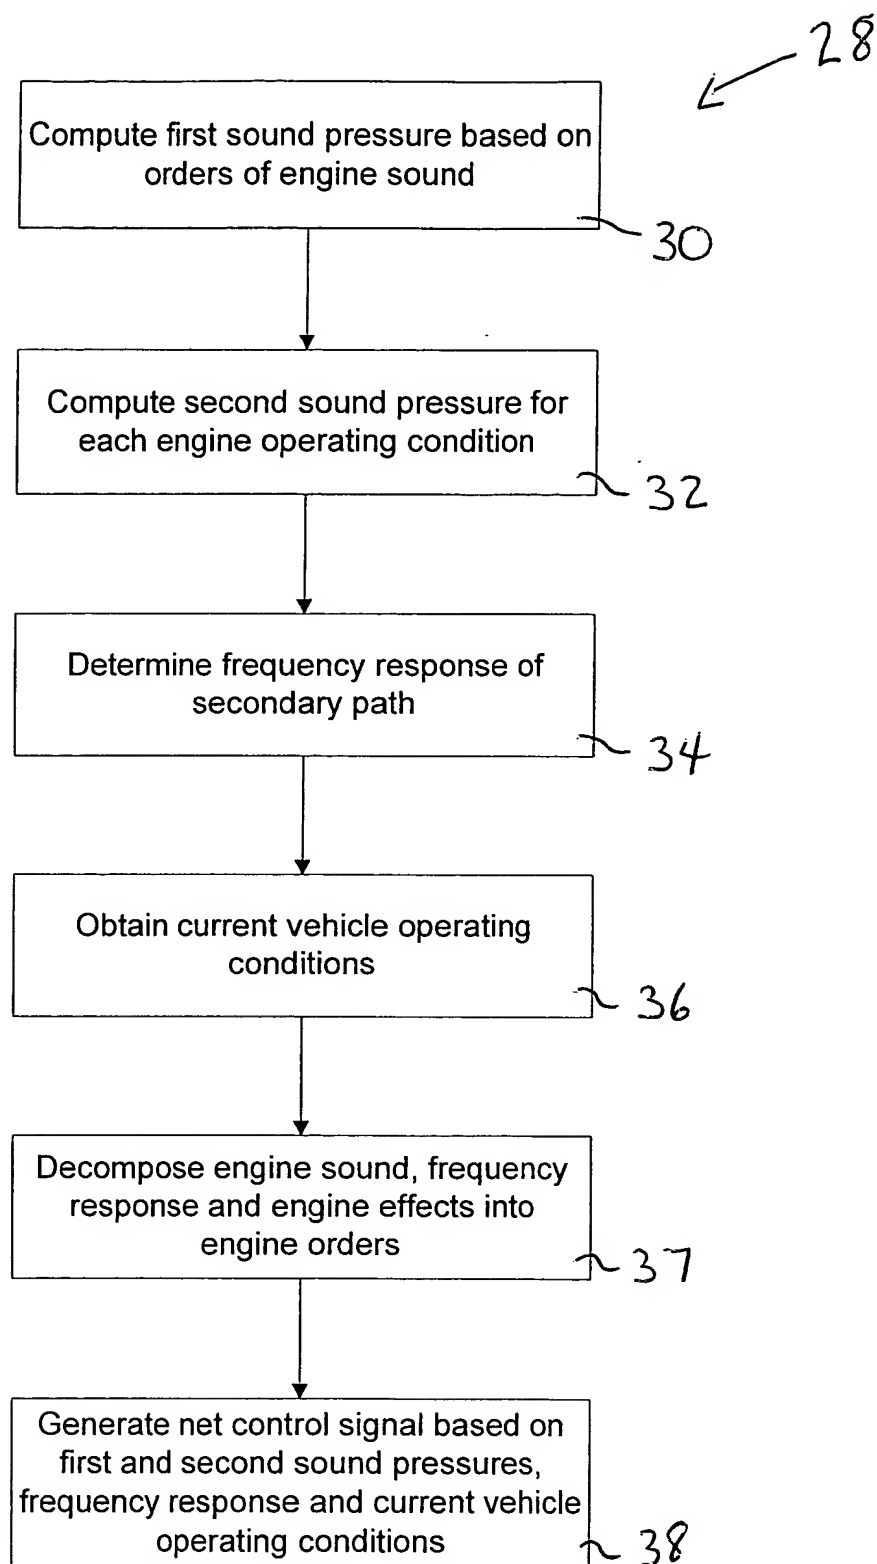 28
Compute first sound pressure based on
orders of engine sound
30
Compute second sound pressure for
each engine operating condition
32
Determine frequency response of
secondary path
34
Obtain current vehicle operating
conditions
36
Decompose engine sound, frequency
response and engine effects into
engine orders
37
Generate net control signal based on
first and second sound pressures,
frequency response and current vehicle
operating conditions
38